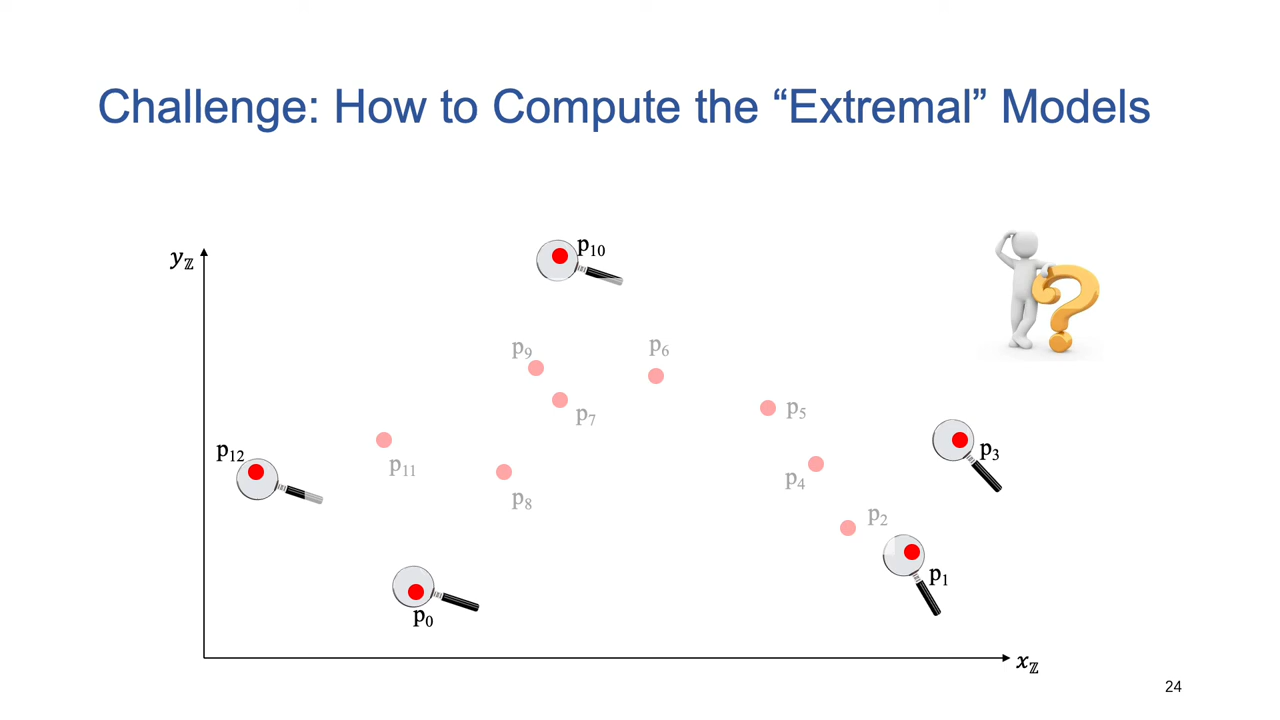 Challenge: How to Compute the “Extremal” Models
p₁₀
y_ℤ
p₉
p₆
p₇
p₅
p₁₂
p₃
p₁₁
p₄
p₈
p₂
p₁
p₀
x_ℤ
24